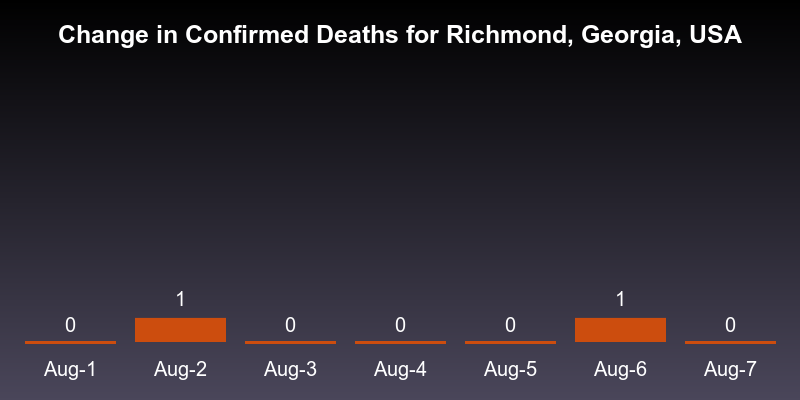 Change in Confirmed Deaths for Richmond, Georgia, USA
0 1 0 0 0 1 0
Aug-1 Aug-2 Aug-3 Aug-4 Aug-5 Aug-6 Aug-7